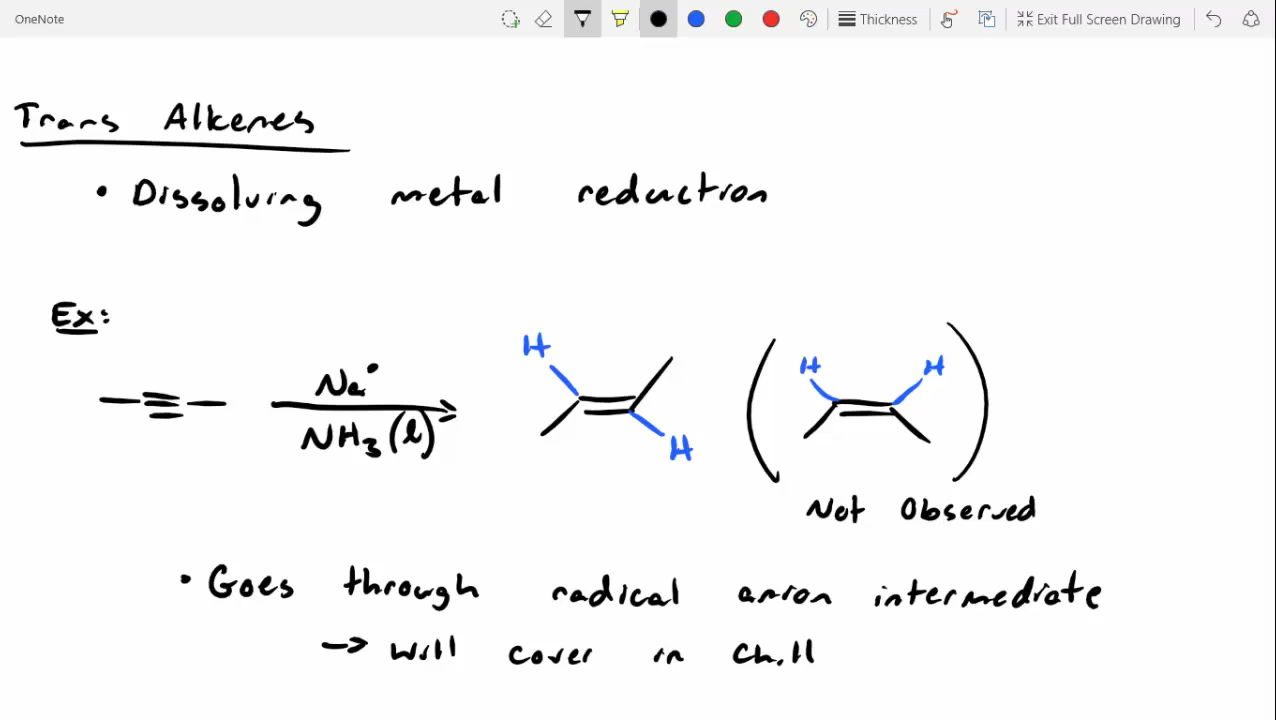 OneNote
Thickness
Exit Full Screen Drawing
Trans Alkenes
• Dissolving metal reduction
Ex:
Na•
NH₃(l)
H
H
H H
Not Observed
• Goes through radical anion intermediate
→ will cover in Ch. 11